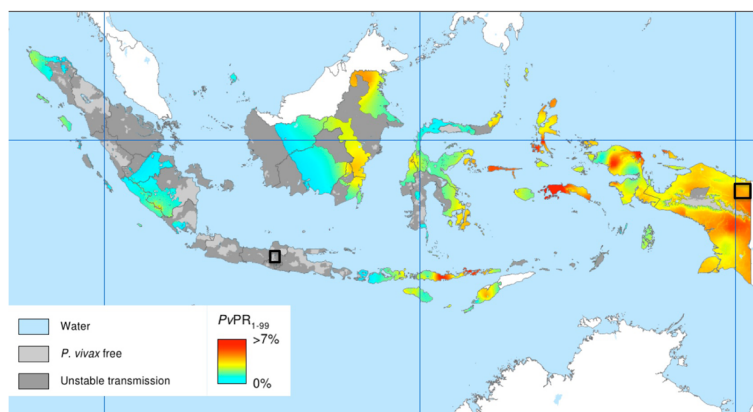 Water
P. vivax free
Unstable transmission
PvPR1-99
>7%
0%